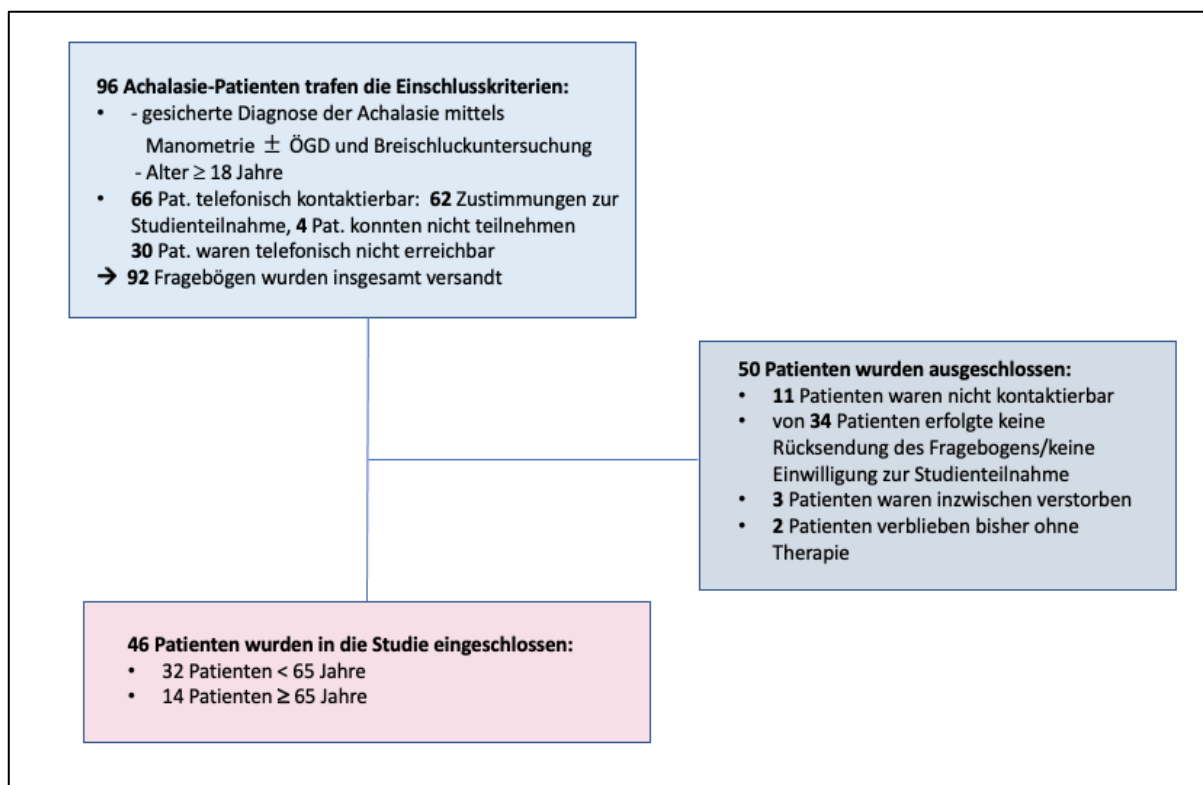 96 Achalasie-Patienten trafen die Einschlusskriterien:
• - gesicherte Diagnose der Achalasie mittels
Manometrie ± ÖGD und Breischluckuntersuchung
- Alter ≥ 18 Jahre
• 66 Pat. telefonisch kontaktierbar: 62 Zustimmungen zur
Studienteilnahme, 4 Pat. konnten nicht teilnehmen
30 Pat. waren telefonisch nicht erreichbar
→ 92 Fragebögen wurden insgesamt versandt
50 Patienten wurden ausgeschlossen:
• 11 Patienten waren nicht kontaktierbar
• von 34 Patienten erfolgte keine
Rücksendung des Fragebogens/keine
Einwilligung zur Studienteilnahme
• 3 Patienten waren inzwischen verstorben
• 2 Patienten verblieben bisher ohne
Therapie
46 Patienten wurden in die Studie eingeschlossen:
• 32 Patienten < 65 Jahre
• 14 Patienten ≥ 65 Jahre